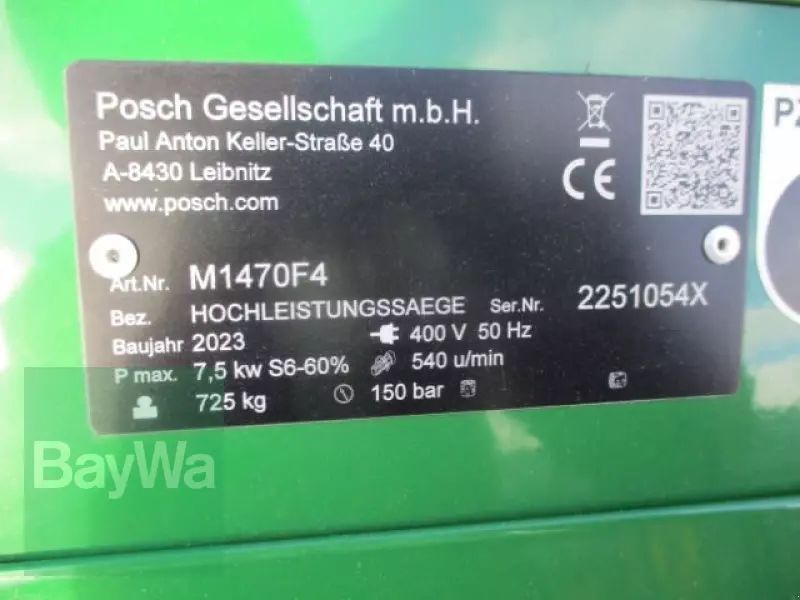 Posch Gesellschaft m.b.H.
Paul Anton Keller-Straße 40
A-8430 Leibnitz
www.posch.com
CE
Art.Nr. M1470F4
Bez. HOCHLEISTUNGSSAEGE Ser.Nr. 2251054X
Baujahr 2023 400 V 50 Hz
P max. 7,5 kw S6-60% 540 u/min
725 kg 150 bar
BayWa